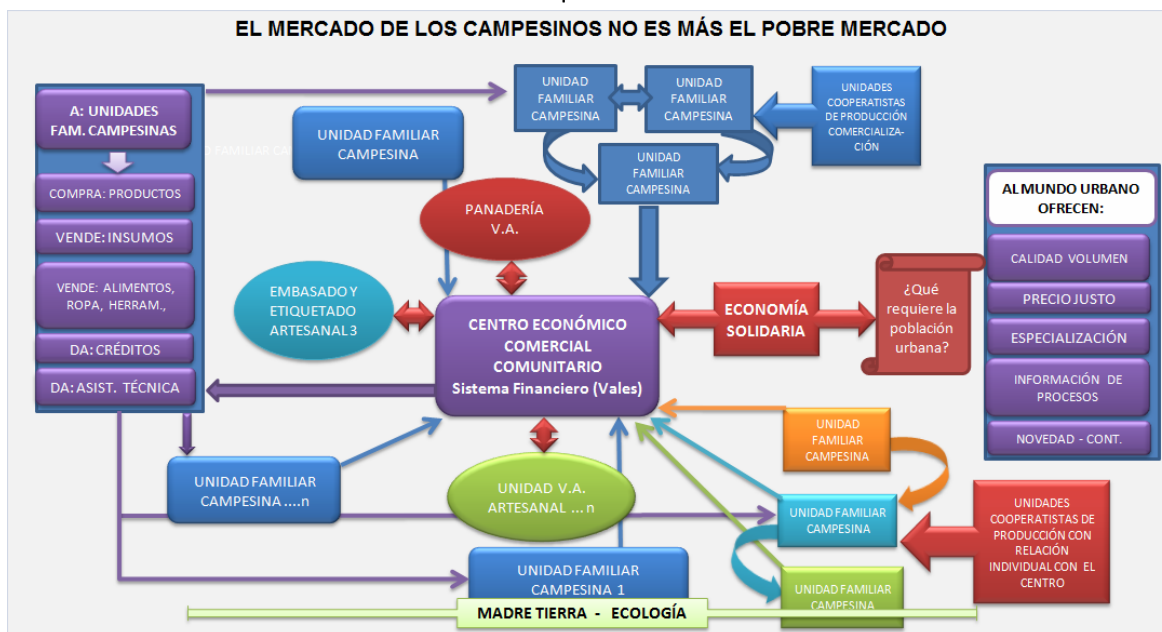 EL MERCADO DE LOS CAMPESINOS NO ES MÁS EL POBRE MERCADO
A: UNIDADES
FAM. CAMPESINAS
COMPRA: PRODUCTOS
VENDE: INSUMOS
VENDE: ALIMENTOS,
ROPA, HERRAM.,
DA: CRÉDITOS
DA: ASIST. TÉCNICA
UNIDAD FAMILIAR
CAMPESINA
UNIDAD
FAMILIAR
CAMPESINA
UNIDAD
FAMILIAR
CAMPESINA
UNIDAD
FAMILIAR
CAMPESINA
UNIDADES
COOPERATISTAS
DE PRODUCCIÓN
COMERCIALIZA-
CIÓN
PANADERÍA
V.A.
EMBASADO Y
ETIQUETADO
ARTESANAL 3
CENTRO ECONÓMICO
COMERCIAL
COMUNITARIO
Sistema Financiero (Vales)
ECONOMÍA
SOLIDARIA
¿Qué
requiere la
población
urbana?
AL MUNDO URBANO
OFRECEN:
CALIDAD VOLUMEN
PRECIO JUSTO
ESPECIALIZACIÓN
INFORMACIÓN DE
PROCESOS
NOVEDAD - CONT.
UNIDAD FAMILIAR
CAMPESINA ....n
UNIDAD V.A.
ARTESANAL ... n
UNIDAD FAMILIAR
CAMPESINA 1
UNIDAD
FAMILIAR
CAMPESINA
UNIDAD FAMILIAR
CAMPESINA
UNIDAD FAMILIAR
CAMPESINA
UNIDADES
COOPERATISTAS DE
PRODUCCIÓN CON
RELACIÓN
INDIVIDUAL CON EL
CENTRO
MADRE TIERRA - ECOLOGÍA